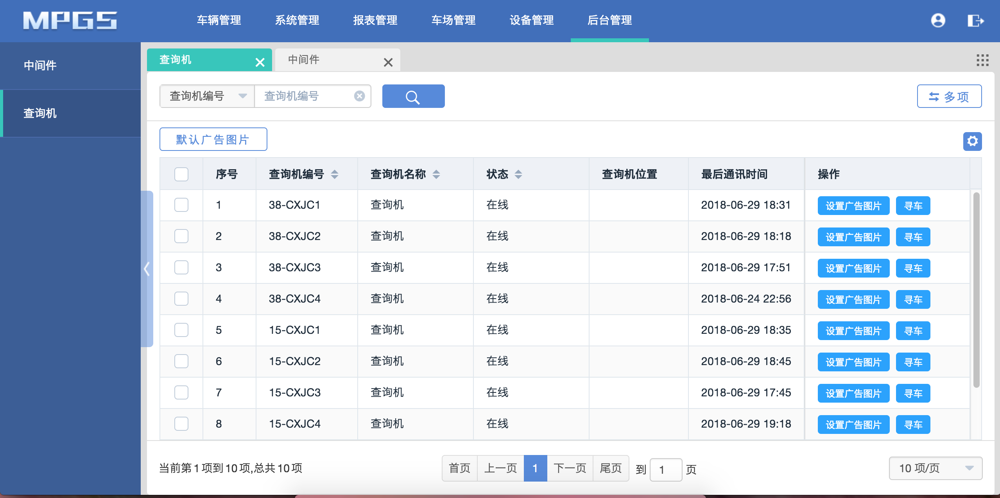 MPGS 车辆管理 系统管理 报表管理 车场管理 设备管理 后台管理
中间件
查询机
查询机 中间件
查询机编号 查询机编号 多项
默认广告图片
序号 查询机编号 查询机名称 状态 查询机位置 最后通讯时间 操作
1 38-CXJC1 查询机 在线 2018-06-29 18:31 设置广告图片 寻车
2 38-CXJC2 查询机 在线 2018-06-29 18:18 设置广告图片 寻车
3 38-CXJC3 查询机 在线 2018-06-29 17:51 设置广告图片 寻车
4 38-CXJC4 查询机 在线 2018-06-24 22:56 设置广告图片 寻车
5 15-CXJC1 查询机 在线 2018-06-29 18:35 设置广告图片 寻车
6 15-CXJC2 查询机 在线 2018-06-29 18:45 设置广告图片 寻车
7 15-CXJC3 查询机 在线 2018-06-29 17:45 设置广告图片 寻车
8 15-CXJC4 查询机 在线 2018-06-29 19:18 设置广告图片 寻车
当前第1项到10项,总共10项 首页 上一页 1 下一页 尾页 到 1 页 10 项/页